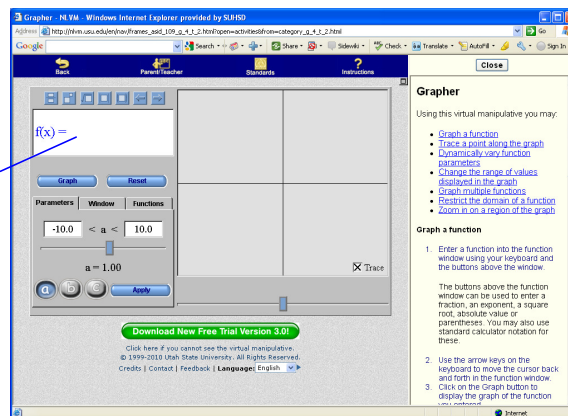 Grapher - NLVM - Windows Internet Explorer provided by SUHSD
Address http://nlvm.usu.edu/en/nav/frames_asid_109_g_4_t_2.html?open=activities&from=category_g_4_t_2.html Go
Google Search Share Sidewiki Check Translate AutoFill Sign In
Back Parent/Teacher Standards Instructions
Close
f(x) =
Graph Reset
Parameters Window Functions
-10.0 < a < 10.0
a = 1.00
a b c Apply
Trace
Download New Free Trial Version 3.0!
Click here if you cannot see the virtual manipulative.
© 1999-2010 Utah State University. All Rights Reserved.
Credits | Contact | Feedback | Language: English
Grapher
Using this virtual manipulative you may:
Graph a function
Trace a point along the graph
Dynamically vary function
parameters
Change the range of values
displayed in the graph
Graph multiple functions
Restrict the domain of a function
Zoom in on a region of the graph
Graph a function
1. Enter a function into the function
window using your keyboard and
the buttons above the window.
The buttons above the function
window can be used to enter a
fraction, an exponent, a square
root, absolute value or
parentheses. You may also use
standard calculator notation for
these.
2. Use the arrow keys on the
keyboard to move the cursor back
and forth in the function window.
3. Click on the Graph button to
display the graph of the function
you entered
Internet